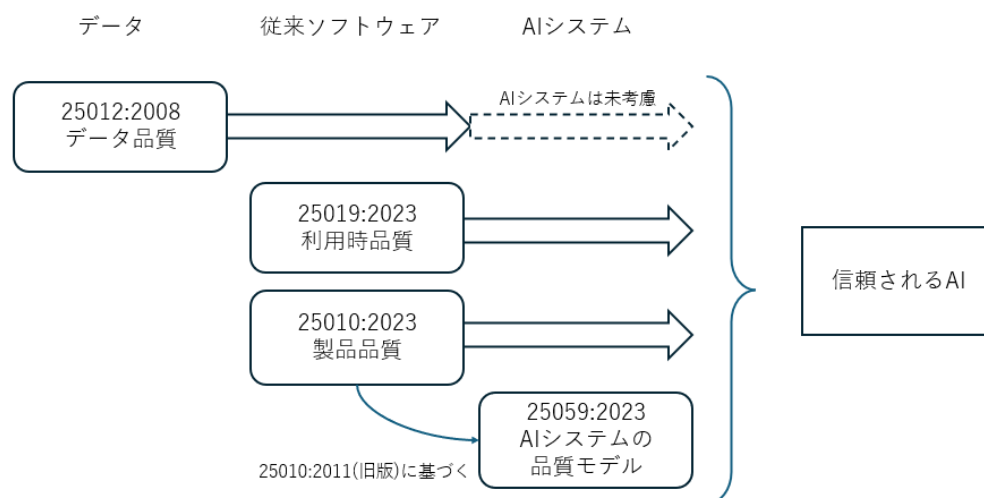 データ
従来ソフトウェア
AIシステム
25012:2008
データ品質
AIシステムは未考慮
25019:2023
利用時品質
25010:2023
製品品質
信頼されるAI
25059:2023
AIシステムの
品質モデル
25010:2011(旧版)に基づく